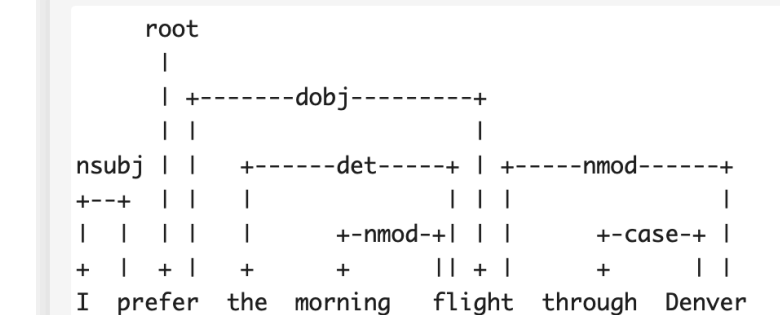 root
|
| +-------dobj---------+
| | |
nsubj | | +------det-----+ | +-----nmod------+
+--+ | | | | | | |
| | | | | +-nmod-+| | | +-case-+ |
+ | + | + + || + | + | |
I prefer the morning flight through Denver